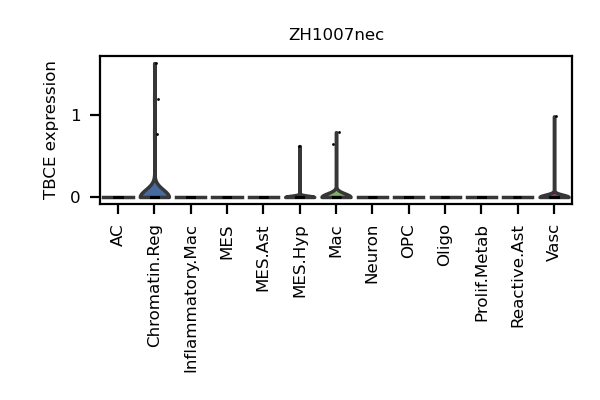 ZH1007nec
TBCE expression
1
0
AC
Chromatin.Reg
Inflammatory.Mac
MES
MES.Ast
MES.Hyp
Mac
Neuron
OPC
Oligo
Prolif.Metab
Reactive.Ast
Vasc